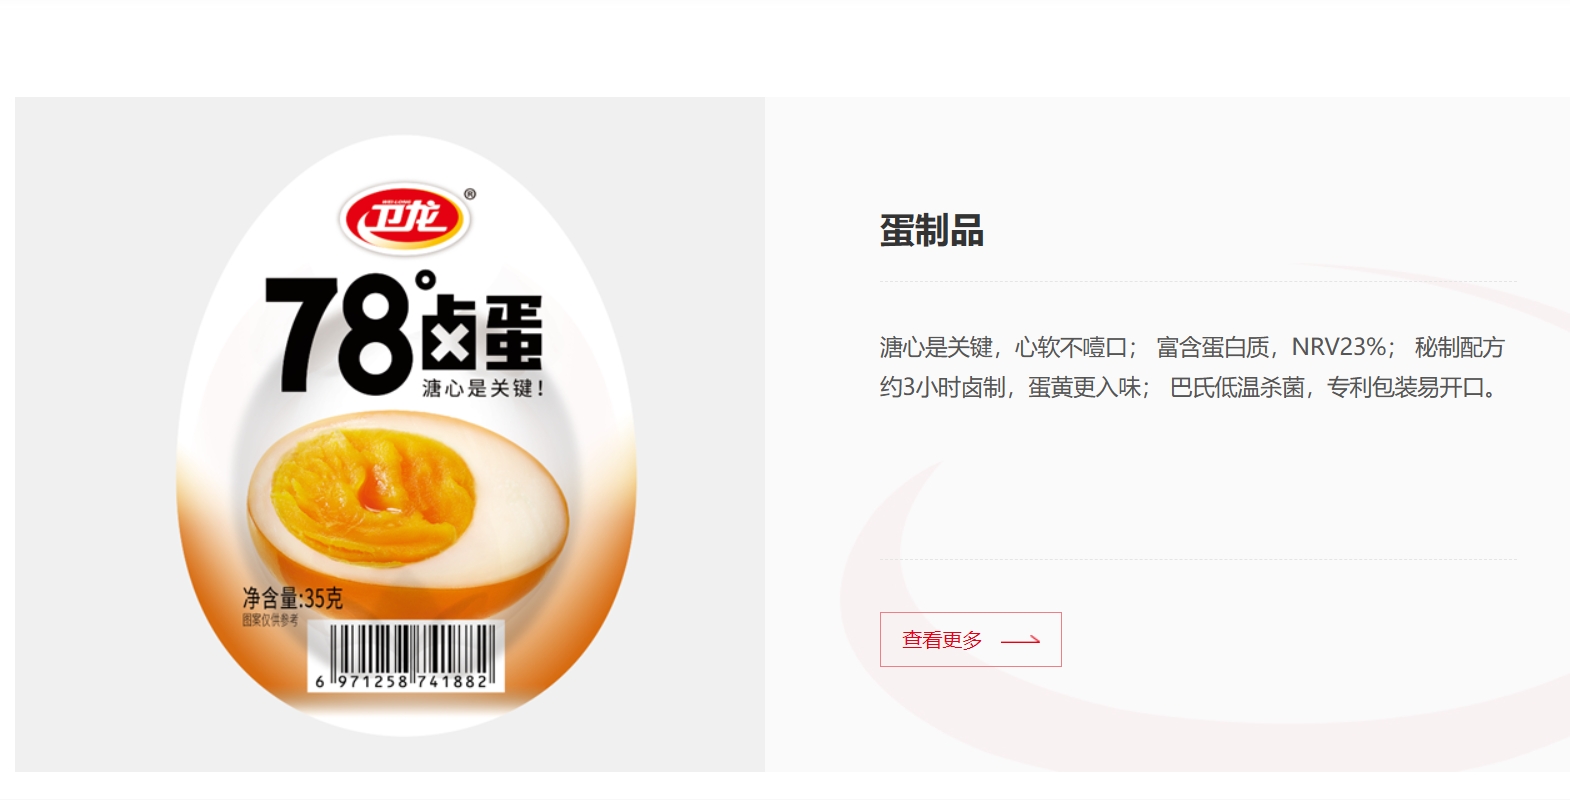 卫龙®
78°卤蛋
溏心是关键!
净含量:35克
图案仅供参考
6 971258 741882
蛋制品
溏心是关键，心软不噎口； 富含蛋白质，NRV23%； 秘制配方
约3小时卤制，蛋黄更入味； 巴氏低温杀菌，专利包装易开口。
查看更多